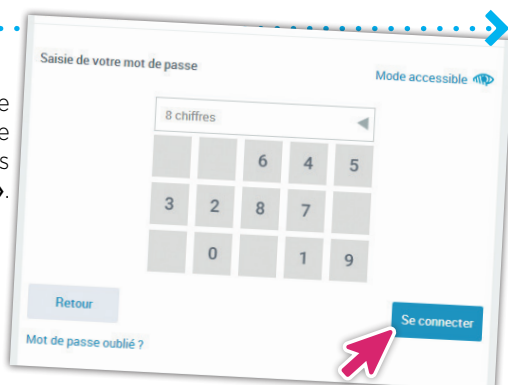 Saisie de votre mot de passe
Mode accessible
8 chiffres
6 4 5
3 2 8 7
0 1 9
Retour
Se connecter
Mot de passe oublié ?
e
e
s
».